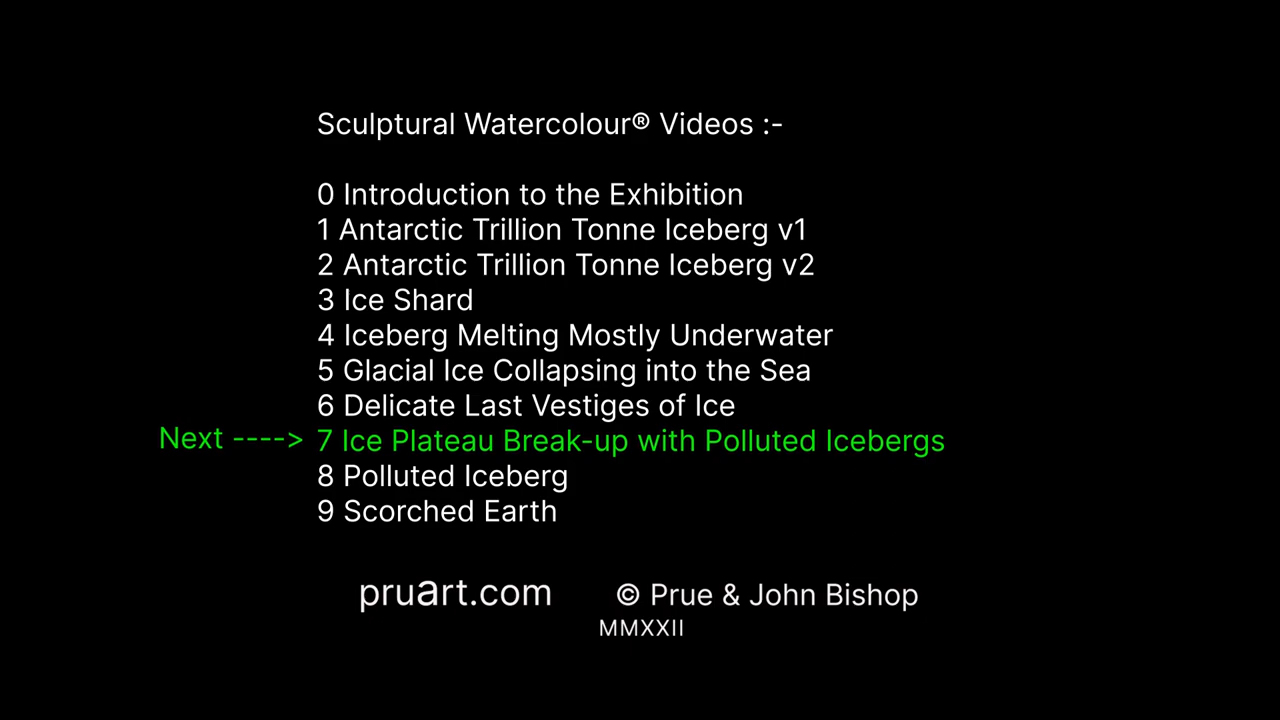 Sculptural Watercolour® Videos :-
0 Introduction to the Exhibition
1 Antarctic Trillion Tonne Iceberg v1
2 Antarctic Trillion Tonne Iceberg v2
3 Ice Shard
4 Iceberg Melting Mostly Underwater
5 Glacial Ice Collapsing into the Sea
6 Delicate Last Vestiges of Ice
Next ----> 7 Ice Plateau Break-up with Polluted Icebergs
8 Polluted Iceberg
9 Scorched Earth
pruart.com © Prue & John Bishop
MMXXII